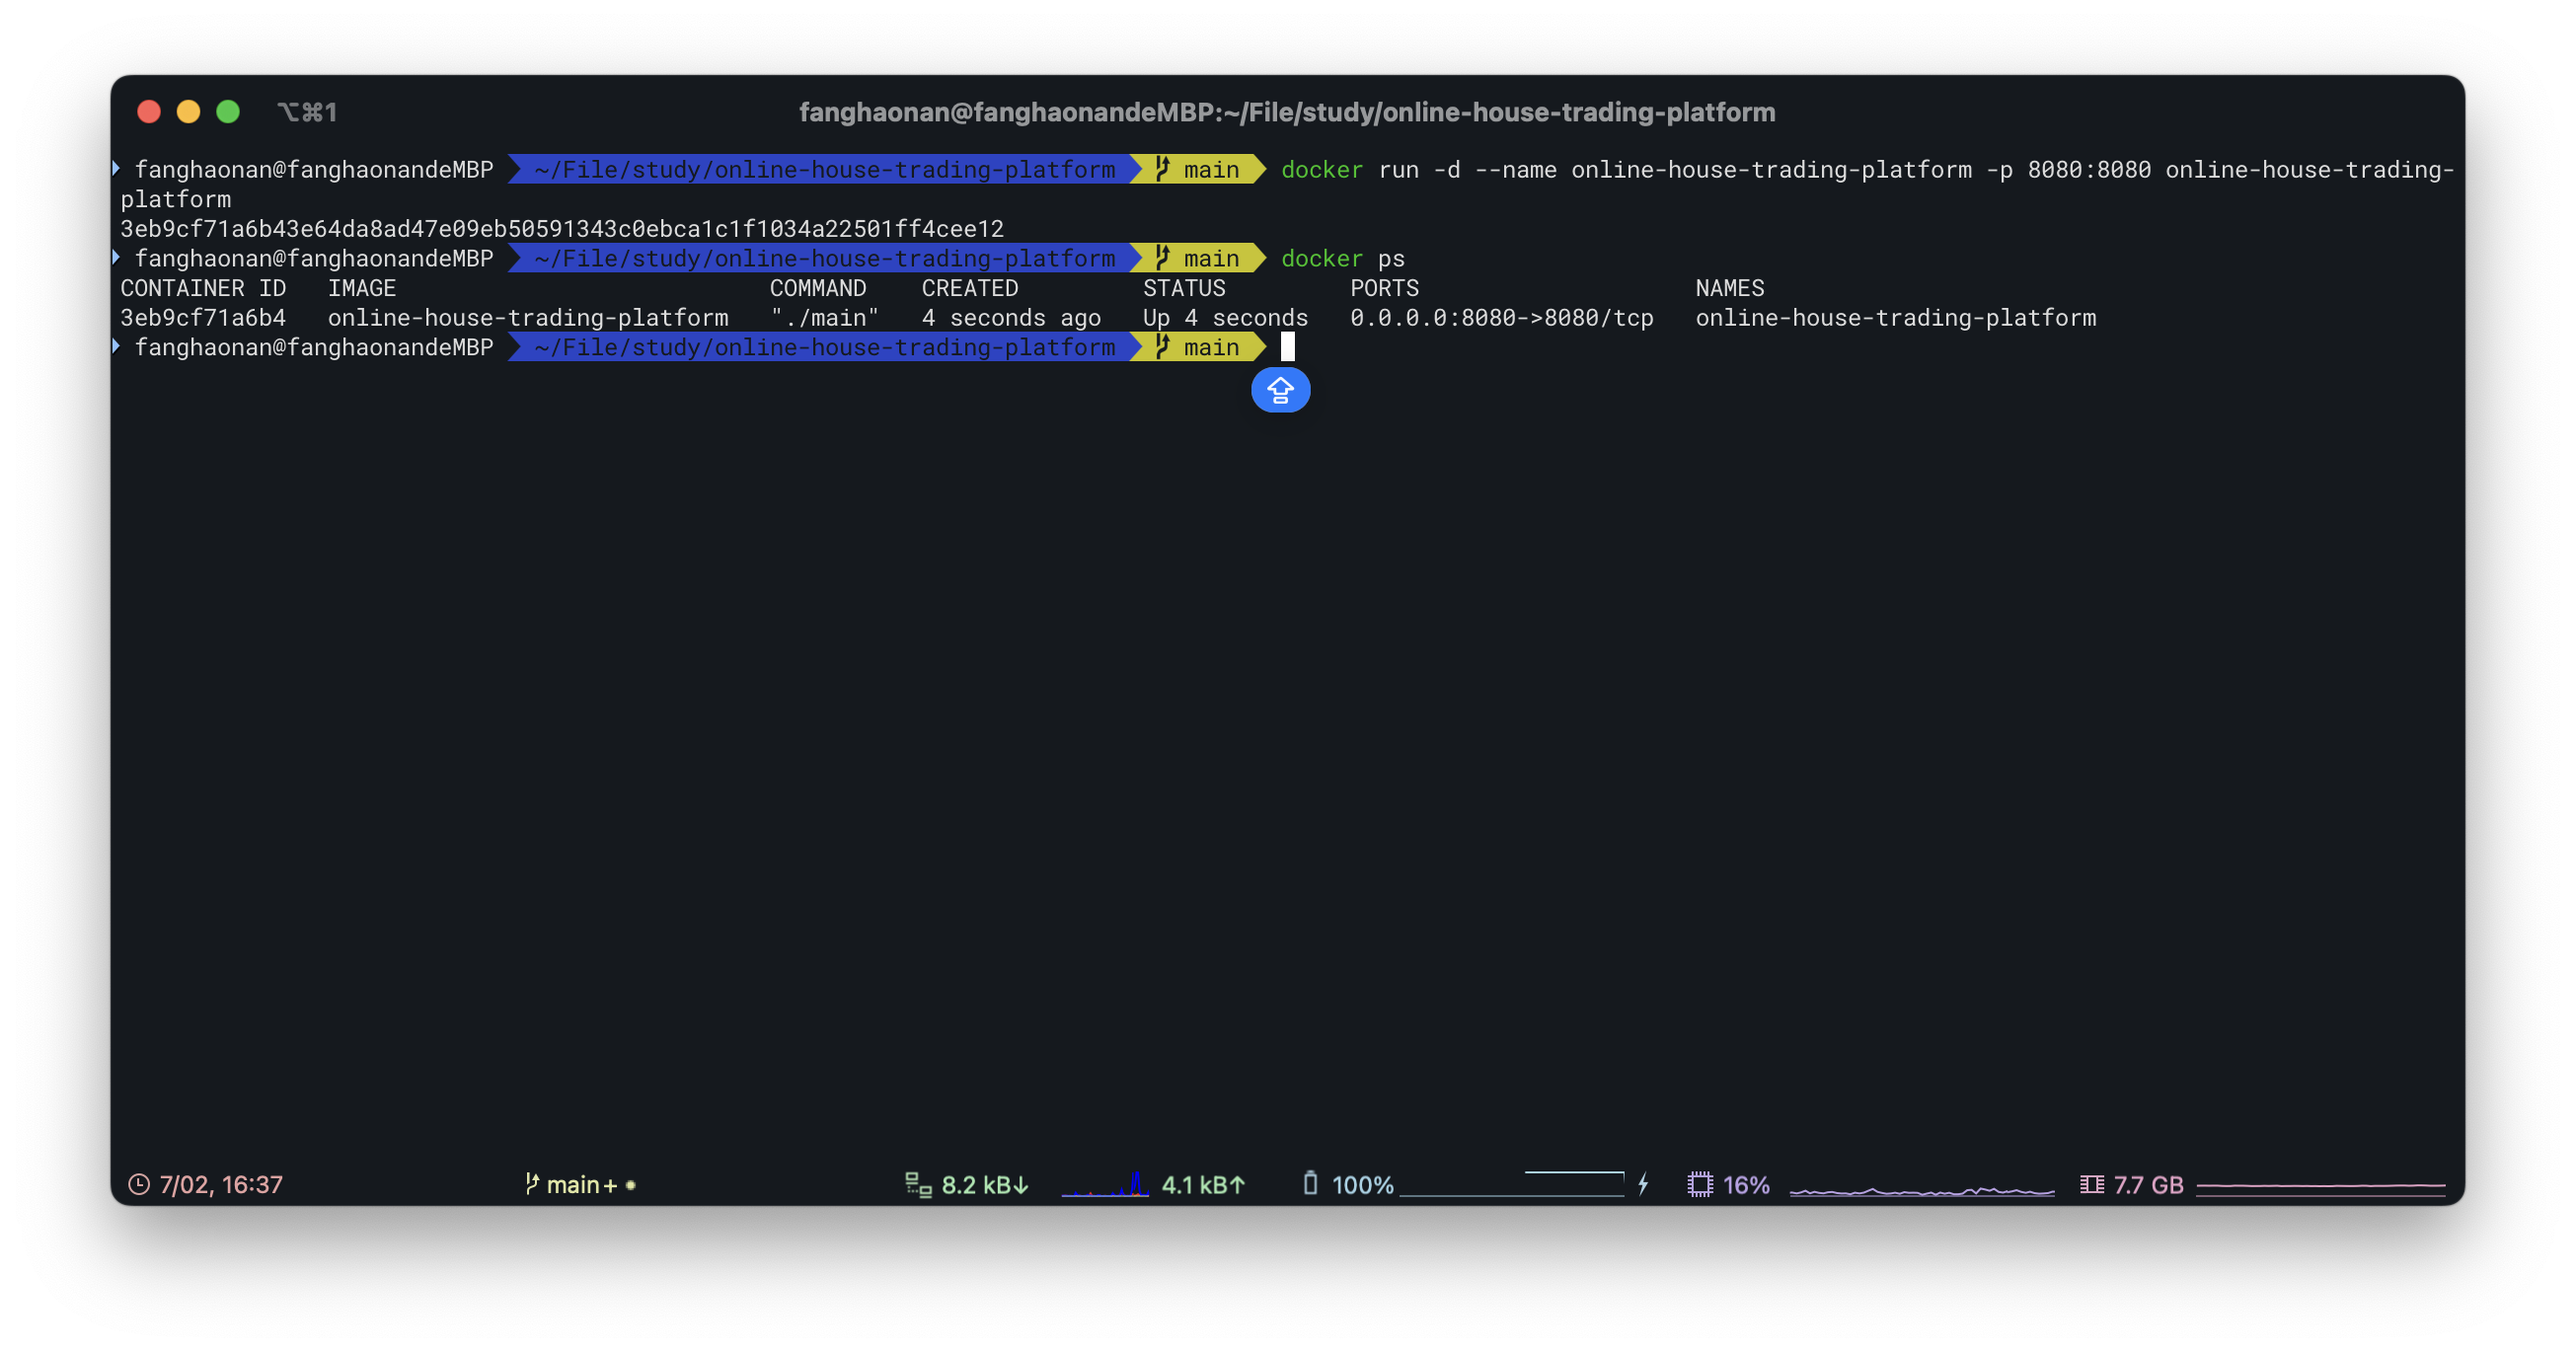 ⌥⌘1
fanghaonan@fanghaonandeMBP:~/File/study/online-house-trading-platform
fanghaonan@fanghaonandeMBP ~/File/study/online-house-trading-platform main docker run -d --name online-house-trading-platform -p 8080:8080 online-house-trading-
platform
3eb9cf71a6b43e64da8ad47e09eb50591343c0ebca1c1f1034a22501ff4cee12
fanghaonan@fanghaonandeMBP ~/File/study/online-house-trading-platform main docker ps
CONTAINER ID IMAGE COMMAND CREATED STATUS PORTS NAMES
3eb9cf71a6b4 online-house-trading-platform "./main" 4 seconds ago Up 4 seconds 0.0.0.0:8080->8080/tcp online-house-trading-platform
fanghaonan@fanghaonandeMBP ~/File/study/online-house-trading-platform main
7/02, 16:37 main+ ● 8.2 kB↓ 4.1 kB↑ 100% 16% 7.7 GB